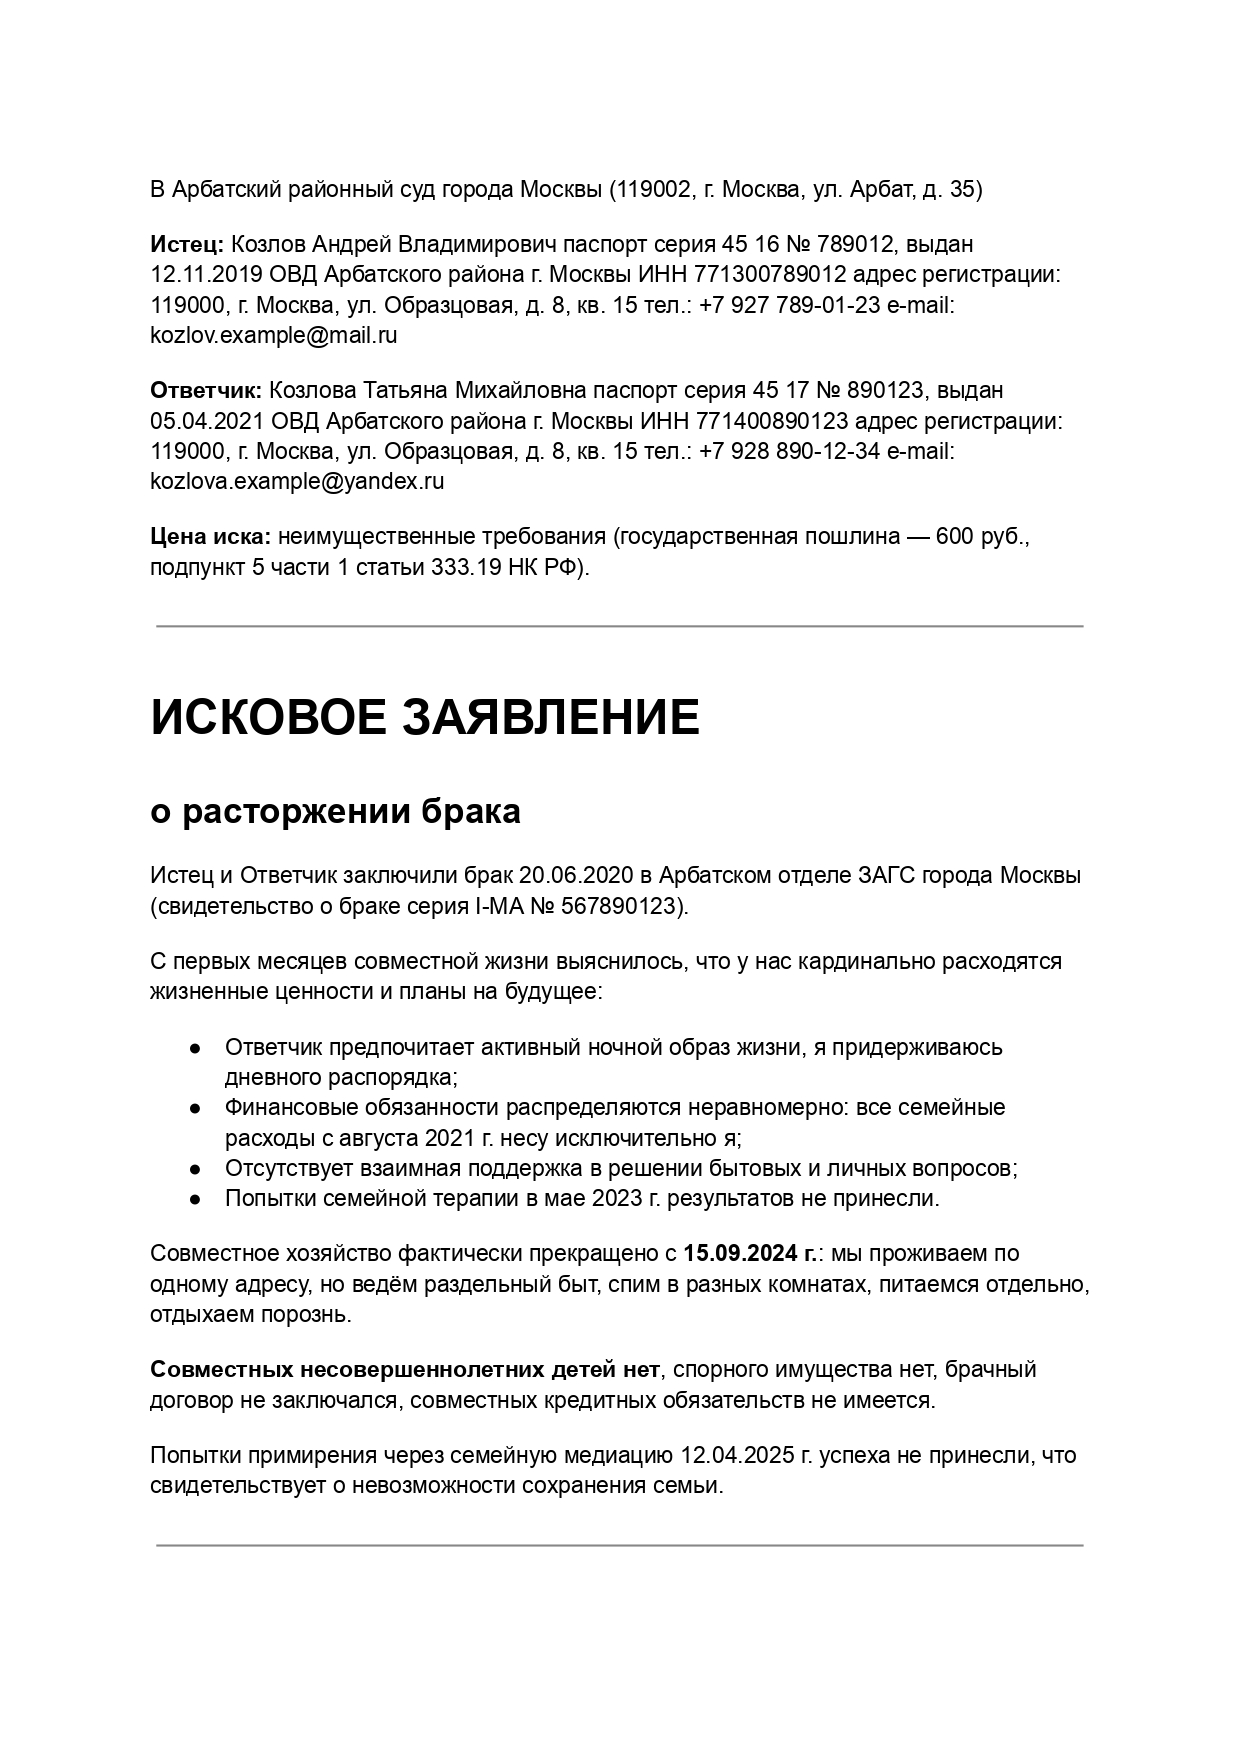 В Арбатский районный суд города Москвы (119002, г. Москва, ул. Арбат, д. 35)
Истец: Козлов Андрей Владимирович паспорт серия 45 16 № 789012, выдан
12.11.2019 ОВД Арбатского района г. Москвы ИНН 771300789012 адрес регистрации:
119000, г. Москва, ул. Образцовая, д. 8, кв. 15 тел.: +7 927 789-01-23 e-mail:
kozlov.example@mail.ru
Ответчик: Козлова Татьяна Михайловна паспорт серия 45 17 № 890123, выдан
05.04.2021 ОВД Арбатского района г. Москвы ИНН 771400890123 адрес регистрации:
119000, г. Москва, ул. Образцовая, д. 8, кв. 15 тел.: +7 928 890-12-34 e-mail:
kozlova.example@yandex.ru
Цена иска: неимущественные требования (государственная пошлина — 600 руб.,
подпункт 5 части 1 статьи 333.19 НК РФ).
ИСКОВОЕ ЗАЯВЛЕНИЕ
о расторжении брака
Истец и Ответчик заключили брак 20.06.2020 в Арбатском отделе ЗАГС города Москвы
(свидетельство о браке серия I-МА № 567890123).
С первых месяцев совместной жизни выяснилось, что у нас кардинально расходятся
жизненные ценности и планы на будущее:
● Ответчик предпочитает активный ночной образ жизни, я придерживаюсь
дневного распорядка;
● Финансовые обязанности распределяются неравномерно: все семейные
расходы с августа 2021 г. несу исключительно я;
● Отсутствует взаимная поддержка в решении бытовых и личных вопросов;
● Попытки семейной терапии в мае 2023 г. результатов не принесли.
Совместное хозяйство фактически прекращено с 15.09.2024 г.: мы проживаем по
одному адресу, но ведём раздельный быт, спим в разных комнатах, питаемся отдельно,
отдыхаем порознь.
Совместных несовершеннолетних детей нет, спорного имущества нет, брачный
договор не заключался, совместных кредитных обязательств не имеется.
Попытки примирения через семейную медиацию 12.04.2025 г. успеха не принесли, что
свидетельствует о невозможности сохранения семьи.